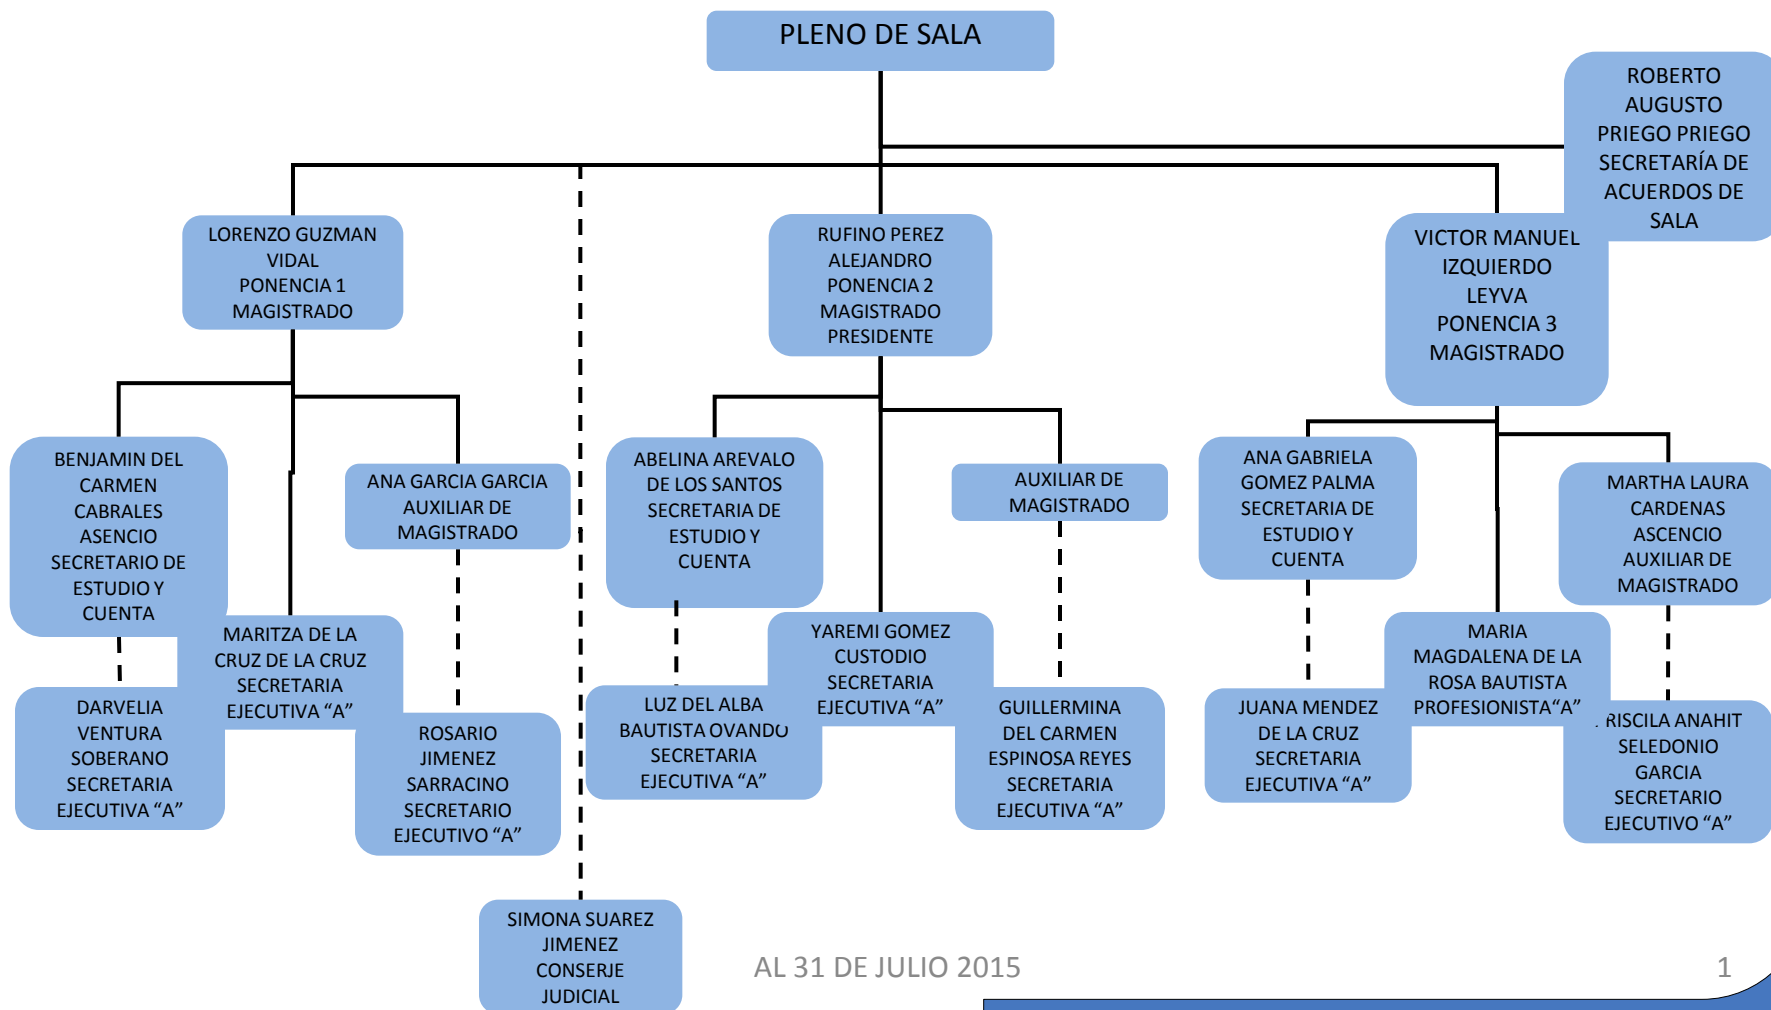 PLENO DE SALA
ROBERTO
AUGUSTO
PRIEGO PRIEGO
SECRETARÍA DE
ACUERDOS DE
SALA
LORENZO GUZMAN
VIDAL
PONENCIA 1
MAGISTRADO
RUFINO PEREZ
ALEJANDRO
PONENCIA 2
MAGISTRADO
PRESIDENTE
VICTOR MANUEL
IZQUIERDO
LEYVA
PONENCIA 3
MAGISTRADO
BENJAMIN DEL
CARMEN
CABRALES
ASENCIO
SECRETARIO DE
ESTUDIO Y
CUENTA
ANA GARCIA GARCIA
AUXILIAR DE
MAGISTRADO
ABELINA AREVALO
DE LOS SANTOS
SECRETARIA DE
ESTUDIO Y
CUENTA
AUXILIAR DE
MAGISTRADO
ANA GABRIELA
GOMEZ PALMA
SECRETARIA DE
ESTUDIO Y
CUENTA
MARTHA LAURA
CARDENAS
ASCENCIO
AUXILIAR DE
MAGISTRADO
MARITZA DE LA
CRUZ DE LA CRUZ
SECRETARIA
EJECUTIVA “A”
YAREMI GOMEZ
CUSTODIO
SECRETARIA
EJECUTIVA “A”
MARIA
MAGDALENA DE LA
ROSA BAUTISTA
PROFESIONISTA“A”
DARVELIA
VENTURA
SOBERANO
SECRETARIA
EJECUTIVA “A”
ROSARIO
JIMENEZ
SARRACINO
SECRETARIO
EJECUTIVO “A”
LUZ DEL ALBA
BAUTISTA OVANDO
SECRETARIA
EJECUTIVA “A”
GUILLERMINA
DEL CARMEN
ESPINOSA REYES
SECRETARIA
EJECUTIVA “A”
JUANA MENDEZ
DE LA CRUZ
SECRETARIA
EJECUTIVA “A”
RISCILA ANAHIT
SELEDONIO
GARCIA
SECRETARIO
EJECUTIVO “A”
SIMONA SUAREZ
JIMENEZ
CONSERJE
JUDICIAL
AL 31 DE JULIO 2015
1